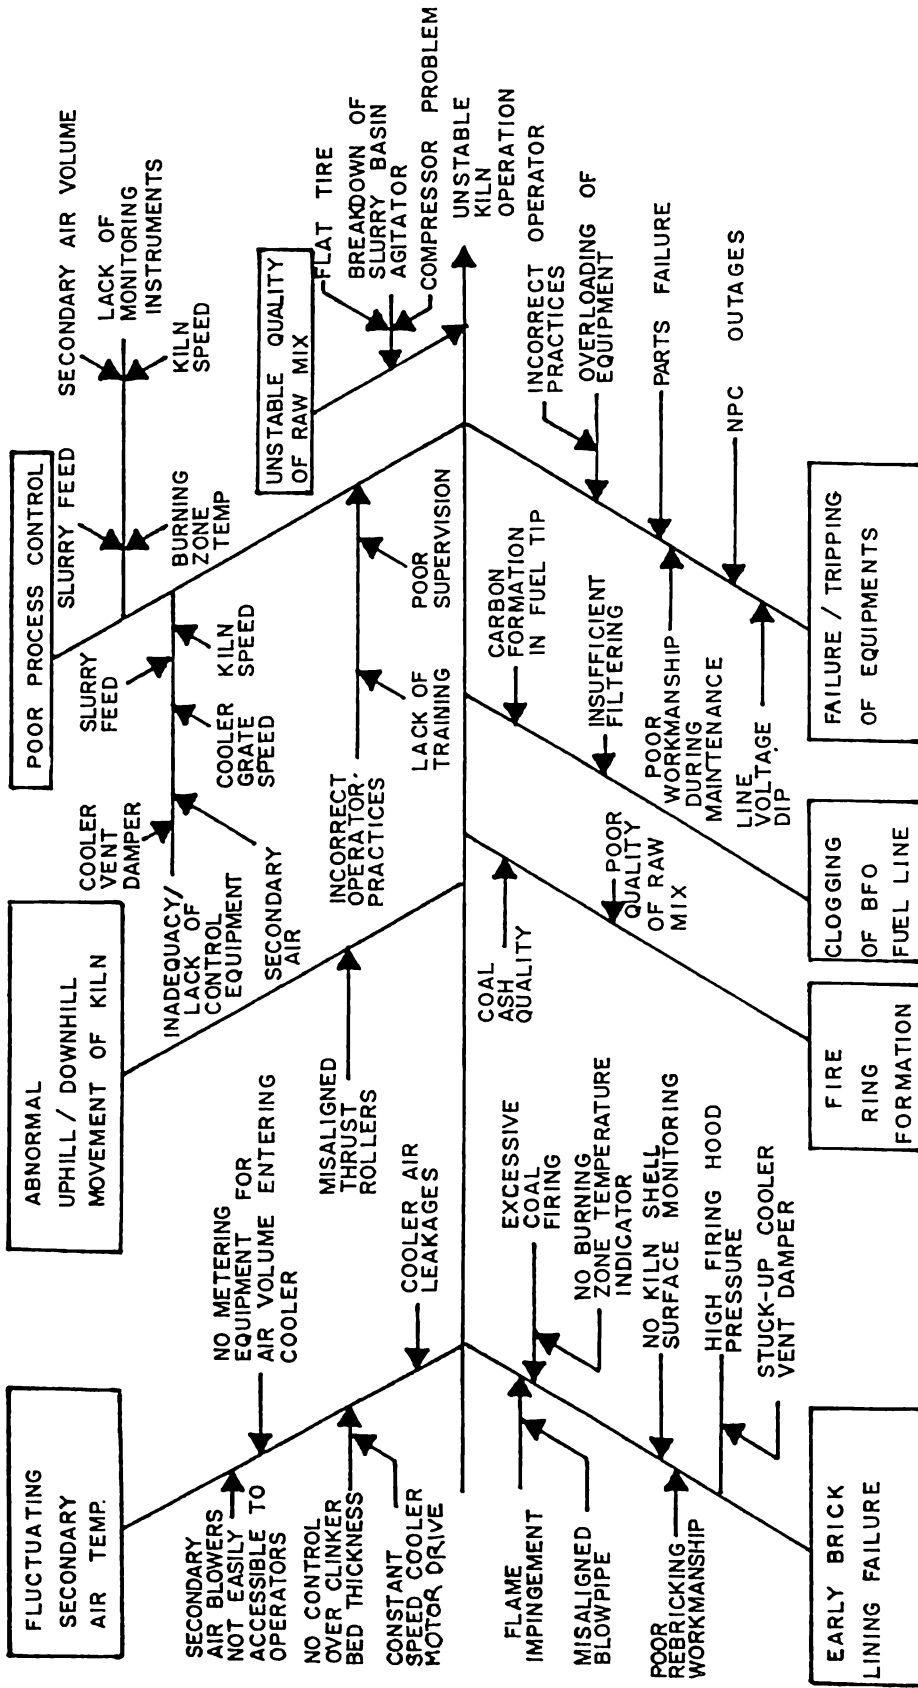 FLUCTUATING
SECONDARY
AIR TEMP.
SECONDARY
AIR BLOWERS
NOT EASILY
ACCESSIBLE TO
OPERATORS
NO METERING
EQUIPMENT FOR
AIR VOLUME ENTERING
COOLER
NO CONTROL
OVER CLINKER
BED THICKNESS
CONSTANT
SPEED COOLER
MOTOR DRIVE
COOLER AIR
LEAKAGES
ABNORMAL
UPHILL / DOWNHILL
MOVEMENT OF KILN
MISALIGNED
THRUST
ROLLERS
POOR PROCESS CONTROL
SLURRY FEED
SECONDARY AIR VOLUME
LACK OF
MONITORING
INSTRUMENTS
BURNING
ZONE
TEMP
KILN
SPEED
COOLER
VENT
DAMPER
SLURRY
FEED
INADEQUACY/
LACK OF
CONTROL
EQUIPMENT
SECONDARY
AIR
COOLER
GRATE
SPEED
KILN
SPEED
INCORRECT
OPERATOR
PRACTICES
LACK OF
TRAINING
POOR
SUPERVISION
UNSTABLE QUALITY
OF RAW MIX
FLAT TIRE
BREAKDOWN OF
SLURRY BASIN
AGITATOR
COMPRESSOR PROBLEM
UNSTABLE
KILN
OPERATION
FLAME
IMPINGEMENT
MISALIGNED
BLOWPIPE
EXCESSIVE
COAL
FIRING
NO BURNING
ZONE TEMPERATURE
INDICATOR
NO KILN SHELL
SURFACE MONITORING
POOR
REBRICKING
WORKMANSHIP
HIGH FIRING HOOD
PRESSURE
STUCK-UP COOLER
VENT DAMPER
EARLY BRICK
LINING FAILURE
COAL
ASH
QUALITY
POOR
QUALITY
OF RAW
MIX
FIRE
RING
FORMATION
CARBON
FORMATION
IN FUEL TIP
INSUFFICIENT
FILTERING
CLOGGING
OF BFO
FUEL LINE
INCORRECT OPERATOR
PRACTICES
OVERLOADING OF
EQUIPMENT
PARTS FAILURE
POOR
WORKMANSHIP
DURING
MAINTENANCE
NPC OUTAGES
LINE
VOLTAGE
DIP
FAILURE / TRIPPING
OF EQUIPMENTS